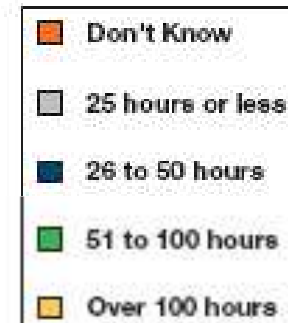 Don't Know
25 hours or less
26 to 50 hours
51 to 100 hours
Over 100 hours